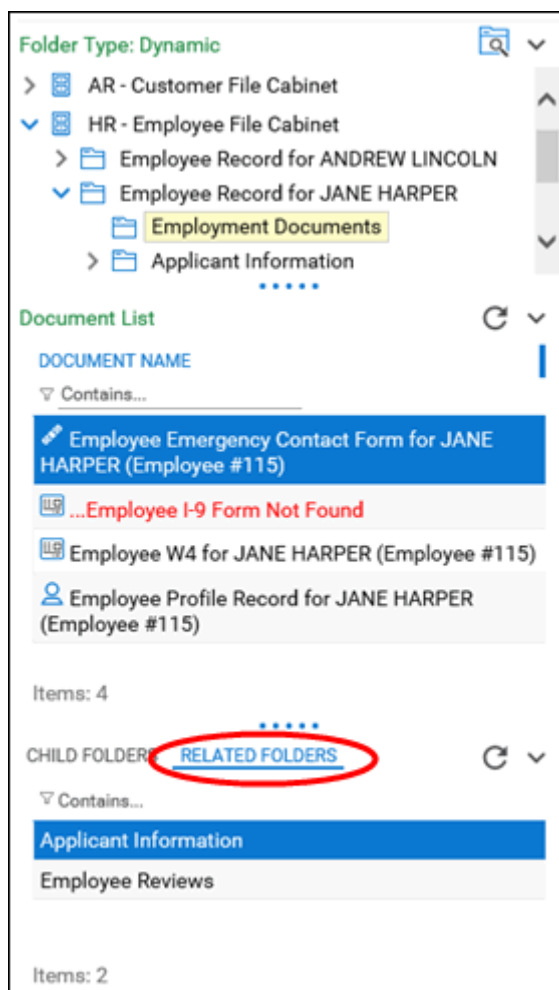 Folder Type: Dynamic
AR - Customer File Cabinet
HR - Employee File Cabinet
Employee Record for ANDREW LINCOLN
Employee Record for JANE HARPER
Employment Documents
Applicant Information
Document List
DOCUMENT NAME
Contains...
Employee Emergency Contact Form for JANE
HARPER (Employee #115)
...Employee I-9 Form Not Found
Employee W4 for JANE HARPER (Employee #115)
Employee Profile Record for JANE HARPER
(Employee #115)
Items: 4
CHILD FOLDERS RELATED FOLDERS
Contains...
Applicant Information
Employee Reviews
Items: 2